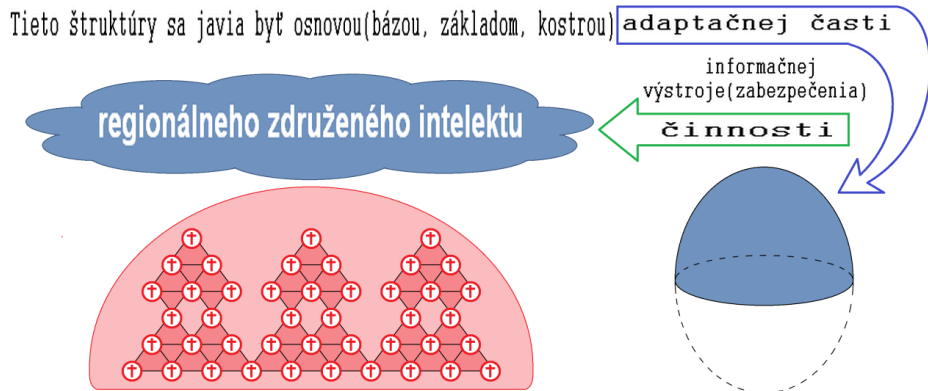 Tieto štruktúry sa javia byť osnovou(bázou, základom, kostrou) adaptačnej časti
informačnej
výstroje(zabezpečenia)
regionálneho združeného intelektu
činnosti